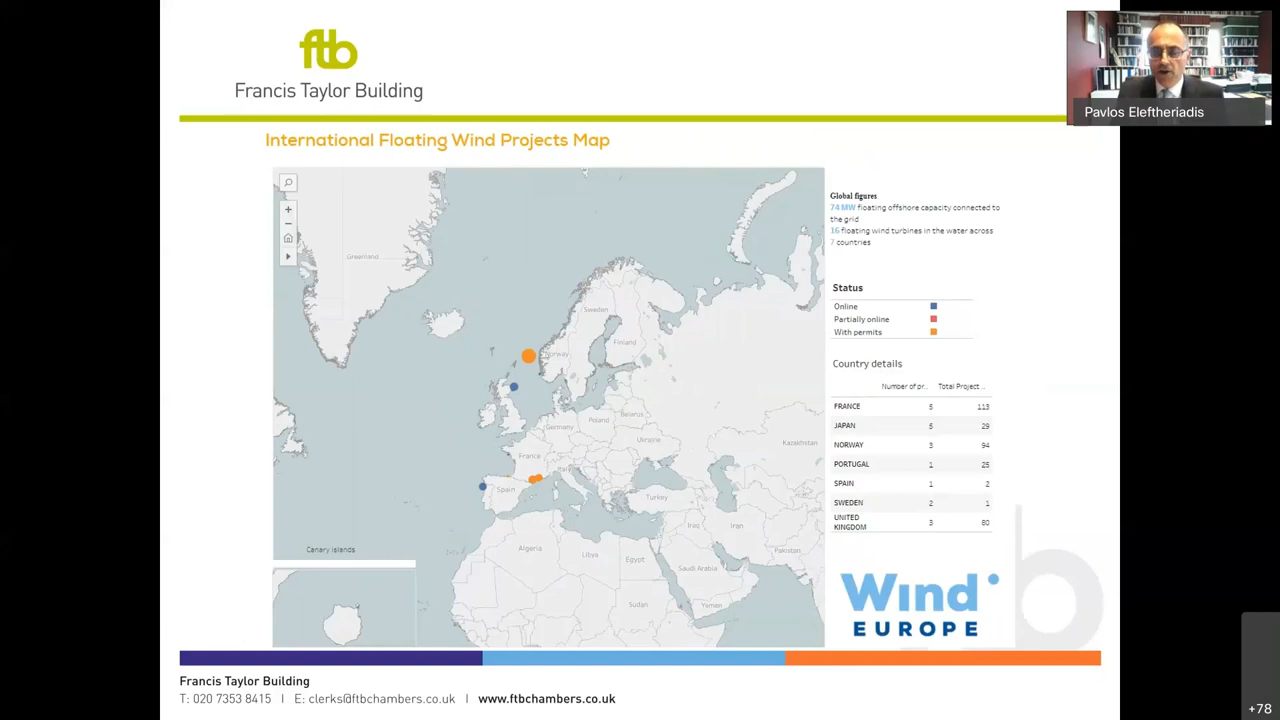 ftb
Francis Taylor Building
Pavlos Eleftheriadis
International Floating Wind Projects Map
Global figures
74 MW floating offshore capacity connected to
the grid
16 floating wind turbines in the water across
7 countries
Greenland
Sweden
Finland
Norway
Belarus
Poland
Germany
Ukraine
Kazakhstan
France
Italy
Spain
Turkey
Iraq
Iran
Algeria
Libya
Egypt
Pakistan
Saudi Arabia
Sudan
Yemen
Canary Islands
Status
Online
Partially online
With permits
Country details
Number of pr.. Total Project ..
FRANCE 5 113
JAPAN 5 29
NORWAY 3 94
PORTUGAL 1 25
SPAIN 1 2
SWEDEN 2 1
UNITED
KINGDOM 3 80
Wind
EUROPE
b
Francis Taylor Building
T: 020 7353 8415 | E: clerks@ftbchambers.co.uk | www.ftbchambers.co.uk
+78